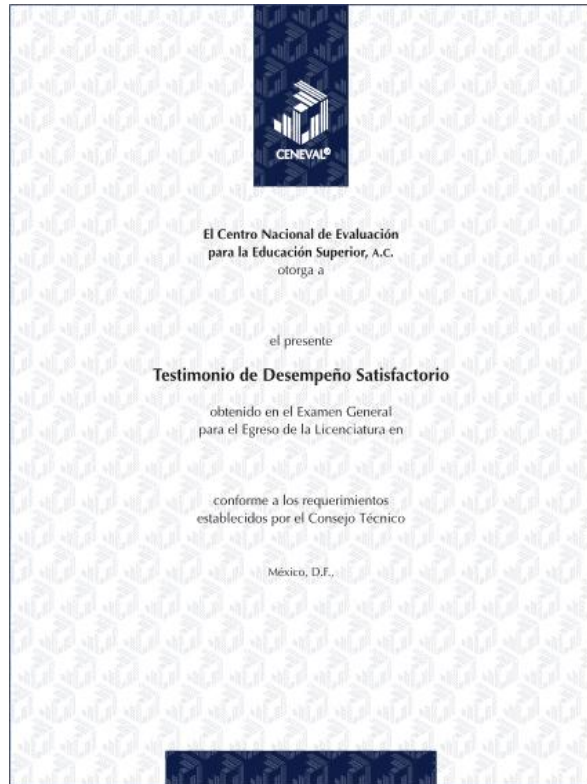 CENEVAL®
El Centro Nacional de Evaluación
para la Educación Superior, A.C.
otorga a
el presente
Testimonio de Desempeño Satisfactorio
obtenido en el Examen General
para el Egreso de la Licenciatura en
conforme a los requerimientos
establecidos por el Consejo Técnico
México, D.F.,